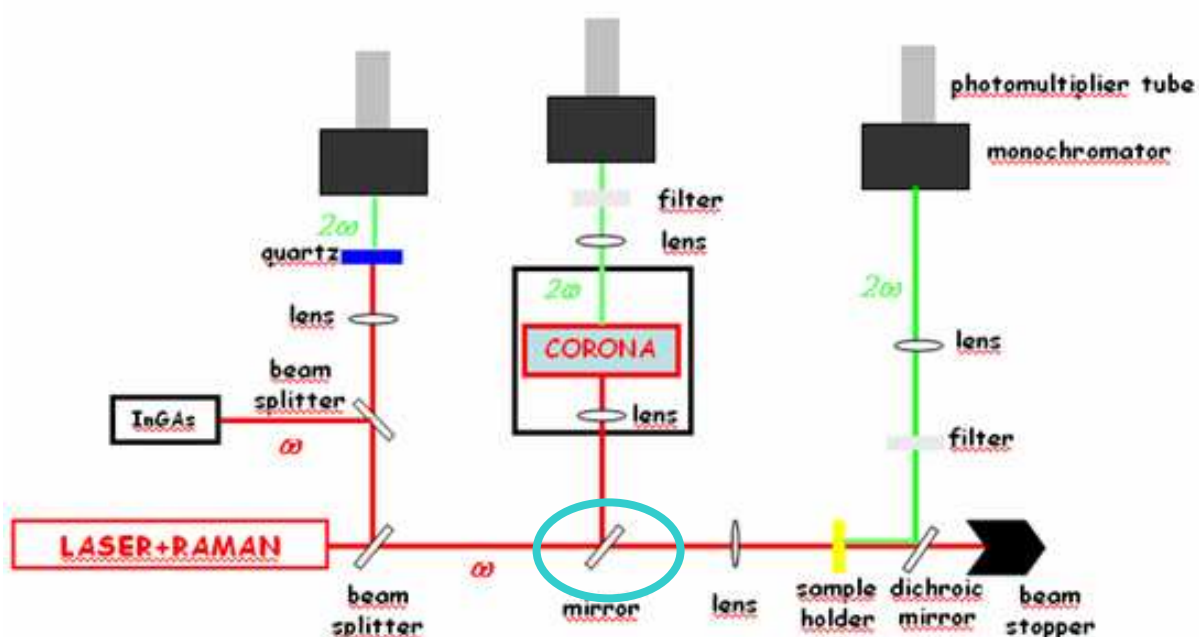 photomultiplier tube
monochromator
filter
lens
2ω
quartz
lens
beam
splitter
InGAs
ω
2ω
CORONA
lens
2ω
lens
filter
LASER+RAMAN
ω
beam
splitter
mirror
lens
sample
holder
dichroic
mirror
beam
stopper